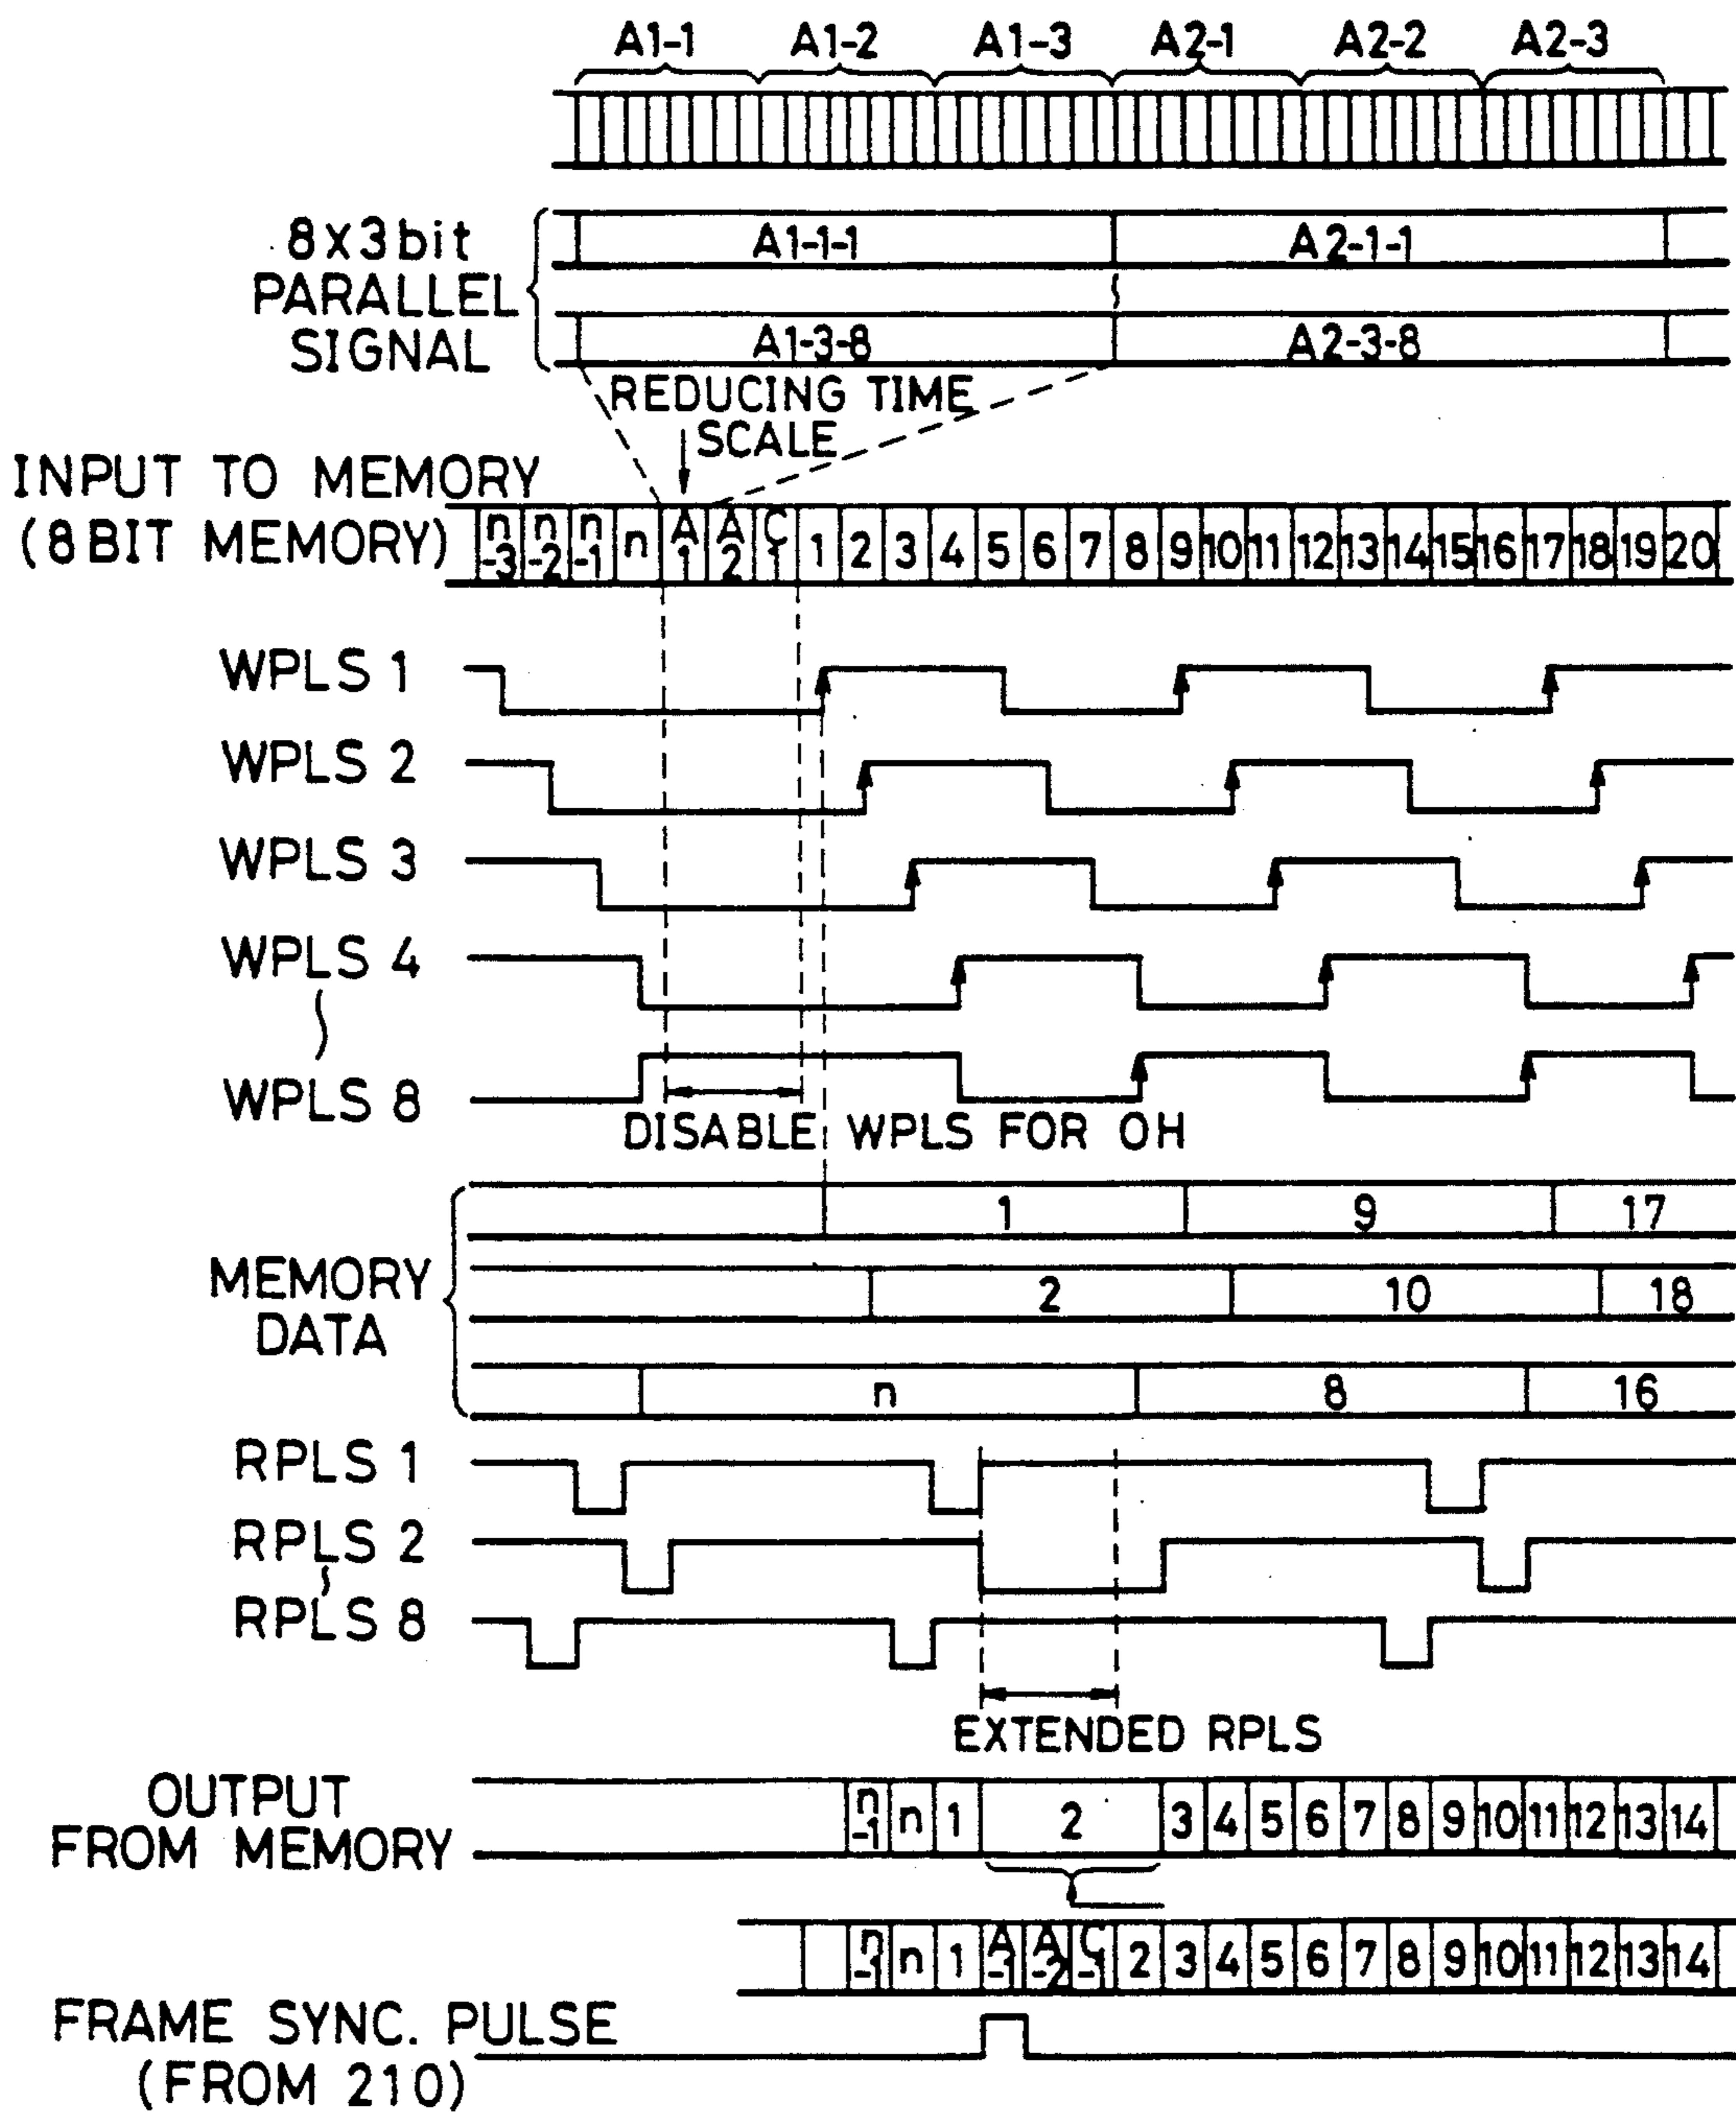 A1-1 A1-2 A1-3 A2-1 A2-2 A2-3
8x3bit
PARALLEL
SIGNAL
A1-1-1 A2-1-1
A1-3-8 A2-3-8
REDUCING TIME
SCALE
INPUT TO MEMORY
(8BIT MEMORY)
n-3 n-2 n-1 n A1 A2 C1 1 2 3 4 5 6 7 8 9 10 11 12 13 14 15 16 17 18 19 20
WPLS 1
WPLS 2
WPLS 3
WPLS 4
WPLS 8
DISABLE WPLS FOR OH
MEMORY
DATA
1 9 17
2 10 18
n 8 16
RPLS 1
RPLS 2
RPLS 8
EXTENDED RPLS
OUTPUT
FROM MEMORY
n-1 n 1 2 3 4 5 6 7 8 9 10 11 12 13 14
n-1 n 1 A-1 A-2 C-1 2 3 4 5 6 7 8 9 10 11 12 13 14
FRAME SYNC. PULSE
(FROM 210)